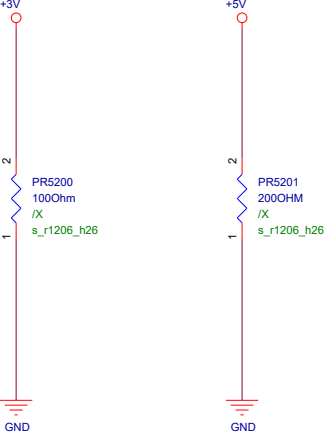 +3V
+5V
2
PR5200
100Ohm
/X
s_r1206_h26
1
GND
2
PR5201
200OHM
/X
s_r1206_h26
1
GND